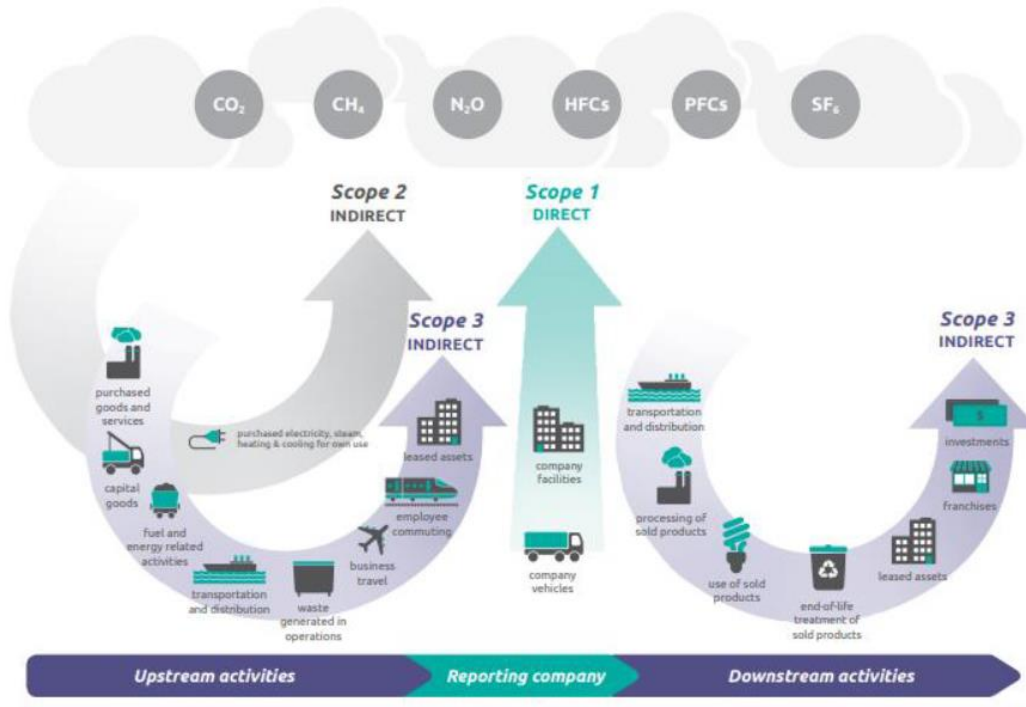 CO₂
CH₄
N₂O
HFCs
PFCs
SF₆
Scope 2
INDIRECT
Scope 1
DIRECT
Scope 3
INDIRECT
Scope 3
INDIRECT
purchased
goods and
services
capital
goods
fuel and
energy related
activities
transportation
and distribution
waste
generated in
operations
business
travel
employee
commuting
leased assets
purchased electricity, steam,
heating & cooling for own use
company
facilities
company
vehicles
transportation
and distribution
processing of
sold products
use of sold
products
end-of-life
treatment of
sold products
leased assets
franchises
investments
$
Upstream activities
Reporting company
Downstream activities